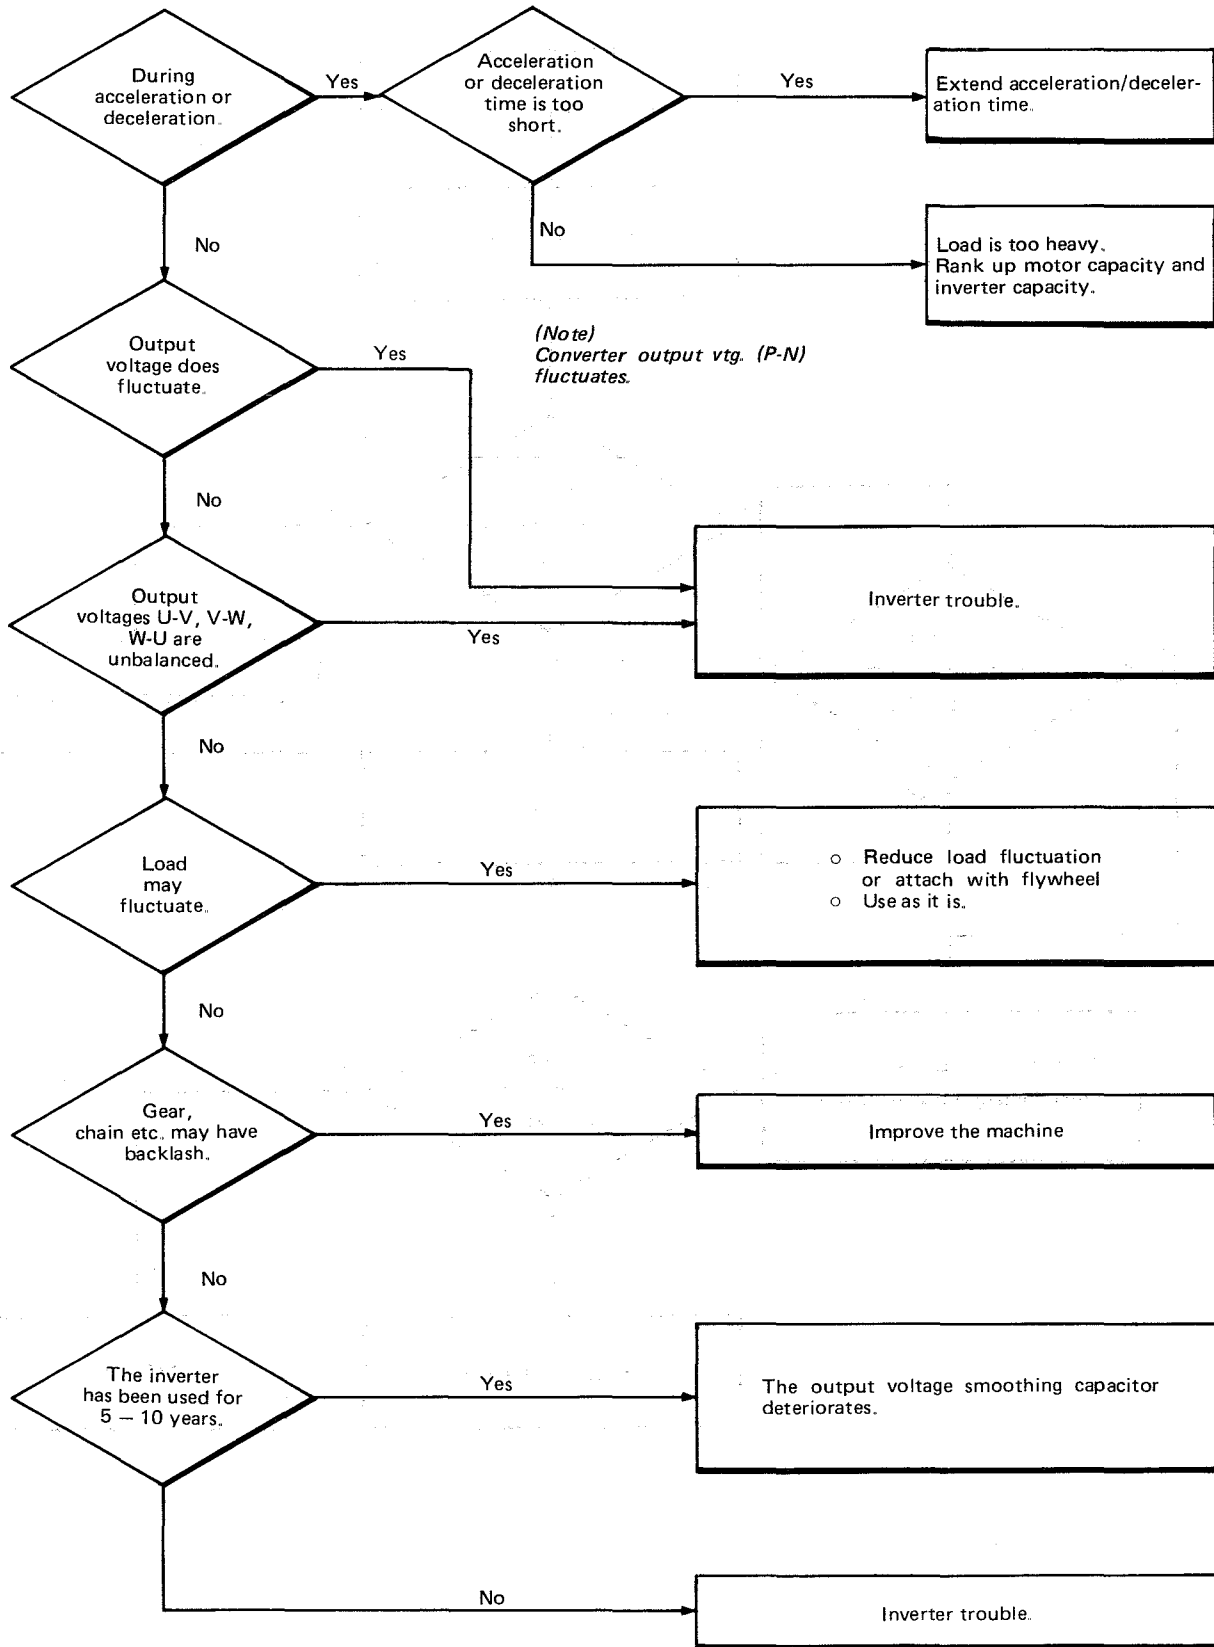 During
acceleration or
deceleration.
Yes
Acceleration
or deceleration
time is too
short.
Yes
Extend acceleration/deceler-
ation time.
No
No
Load is too heavy.
Rank up motor capacity and
inverter capacity.
Output
voltage does
fluctuate.
Yes
(Note)
Converter output vtg. (P-N)
fluctuates.
No
Output
voltages U-V, V-W,
W-U are
unbalanced.
Yes
Inverter trouble.
No
Load
may
fluctuate.
Yes
○ Reduce load fluctuation
or attach with flywheel
○ Use as it is.
No
Gear,
chain etc. may have
backlash.
Yes
Improve the machine
No
The inverter
has been used for
5 – 10 years.
Yes
The output voltage smoothing capacitor
deteriorates.
No
Inverter trouble.